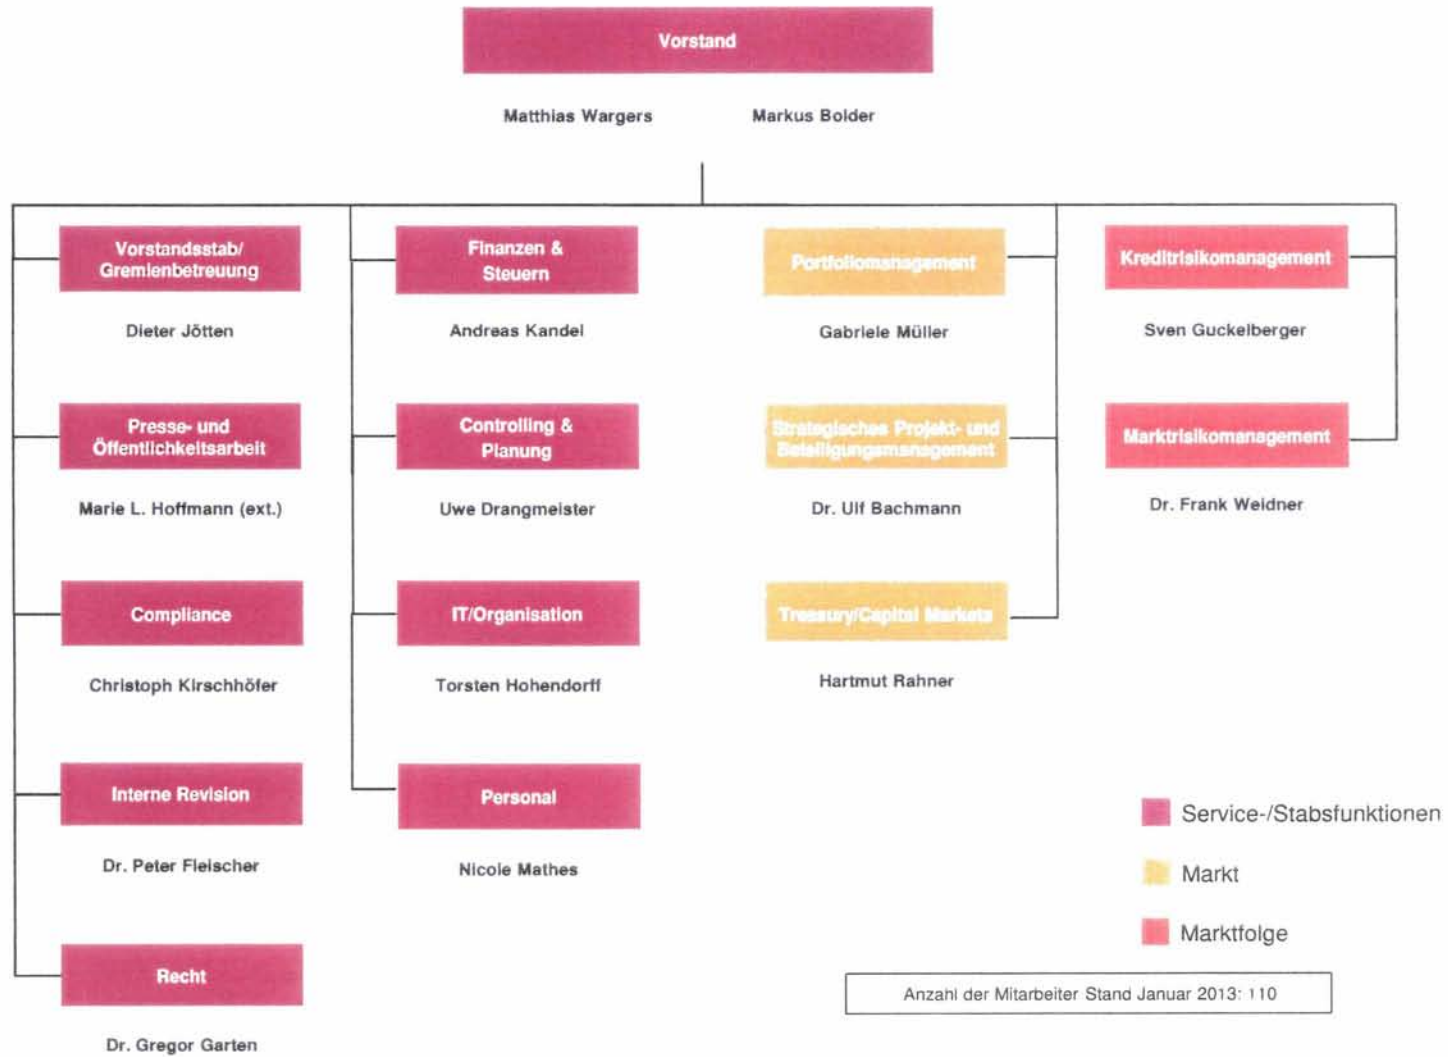 Vorstand
Matthias Wargers
Markus Bolder
Vorstandsstab/
Gremienbetreuung
Dieter Jötten
Presse- und
Öffentlichkeitsarbeit
Marie L. Hoffmann (ext.)
Compliance
Christoph Kirschhöfer
Interne Revision
Dr. Peter Fleischer
Recht
Dr. Gregor Garten
Finanzen &
Steuern
Andreas Kandel
Controlling &
Planung
Uwe Drangmeister
IT/Organisation
Torsten Hohendorff
Personal
Nicole Mathes
Portfoliomanagement
Gabriele Müller
Strategisches Projekt- und
Beteiligungsmanagement
Dr. Ulf Bachmann
Treasury/Capital Markets
Hartmut Rahner
Kreditrisikomanagement
Sven Guckelberger
Marktrisikomanagement
Dr. Frank Weidner
Service-/Stabsfunktionen
Markt
Marktfolge
Anzahl der Mitarbeiter Stand Januar 2013: 110